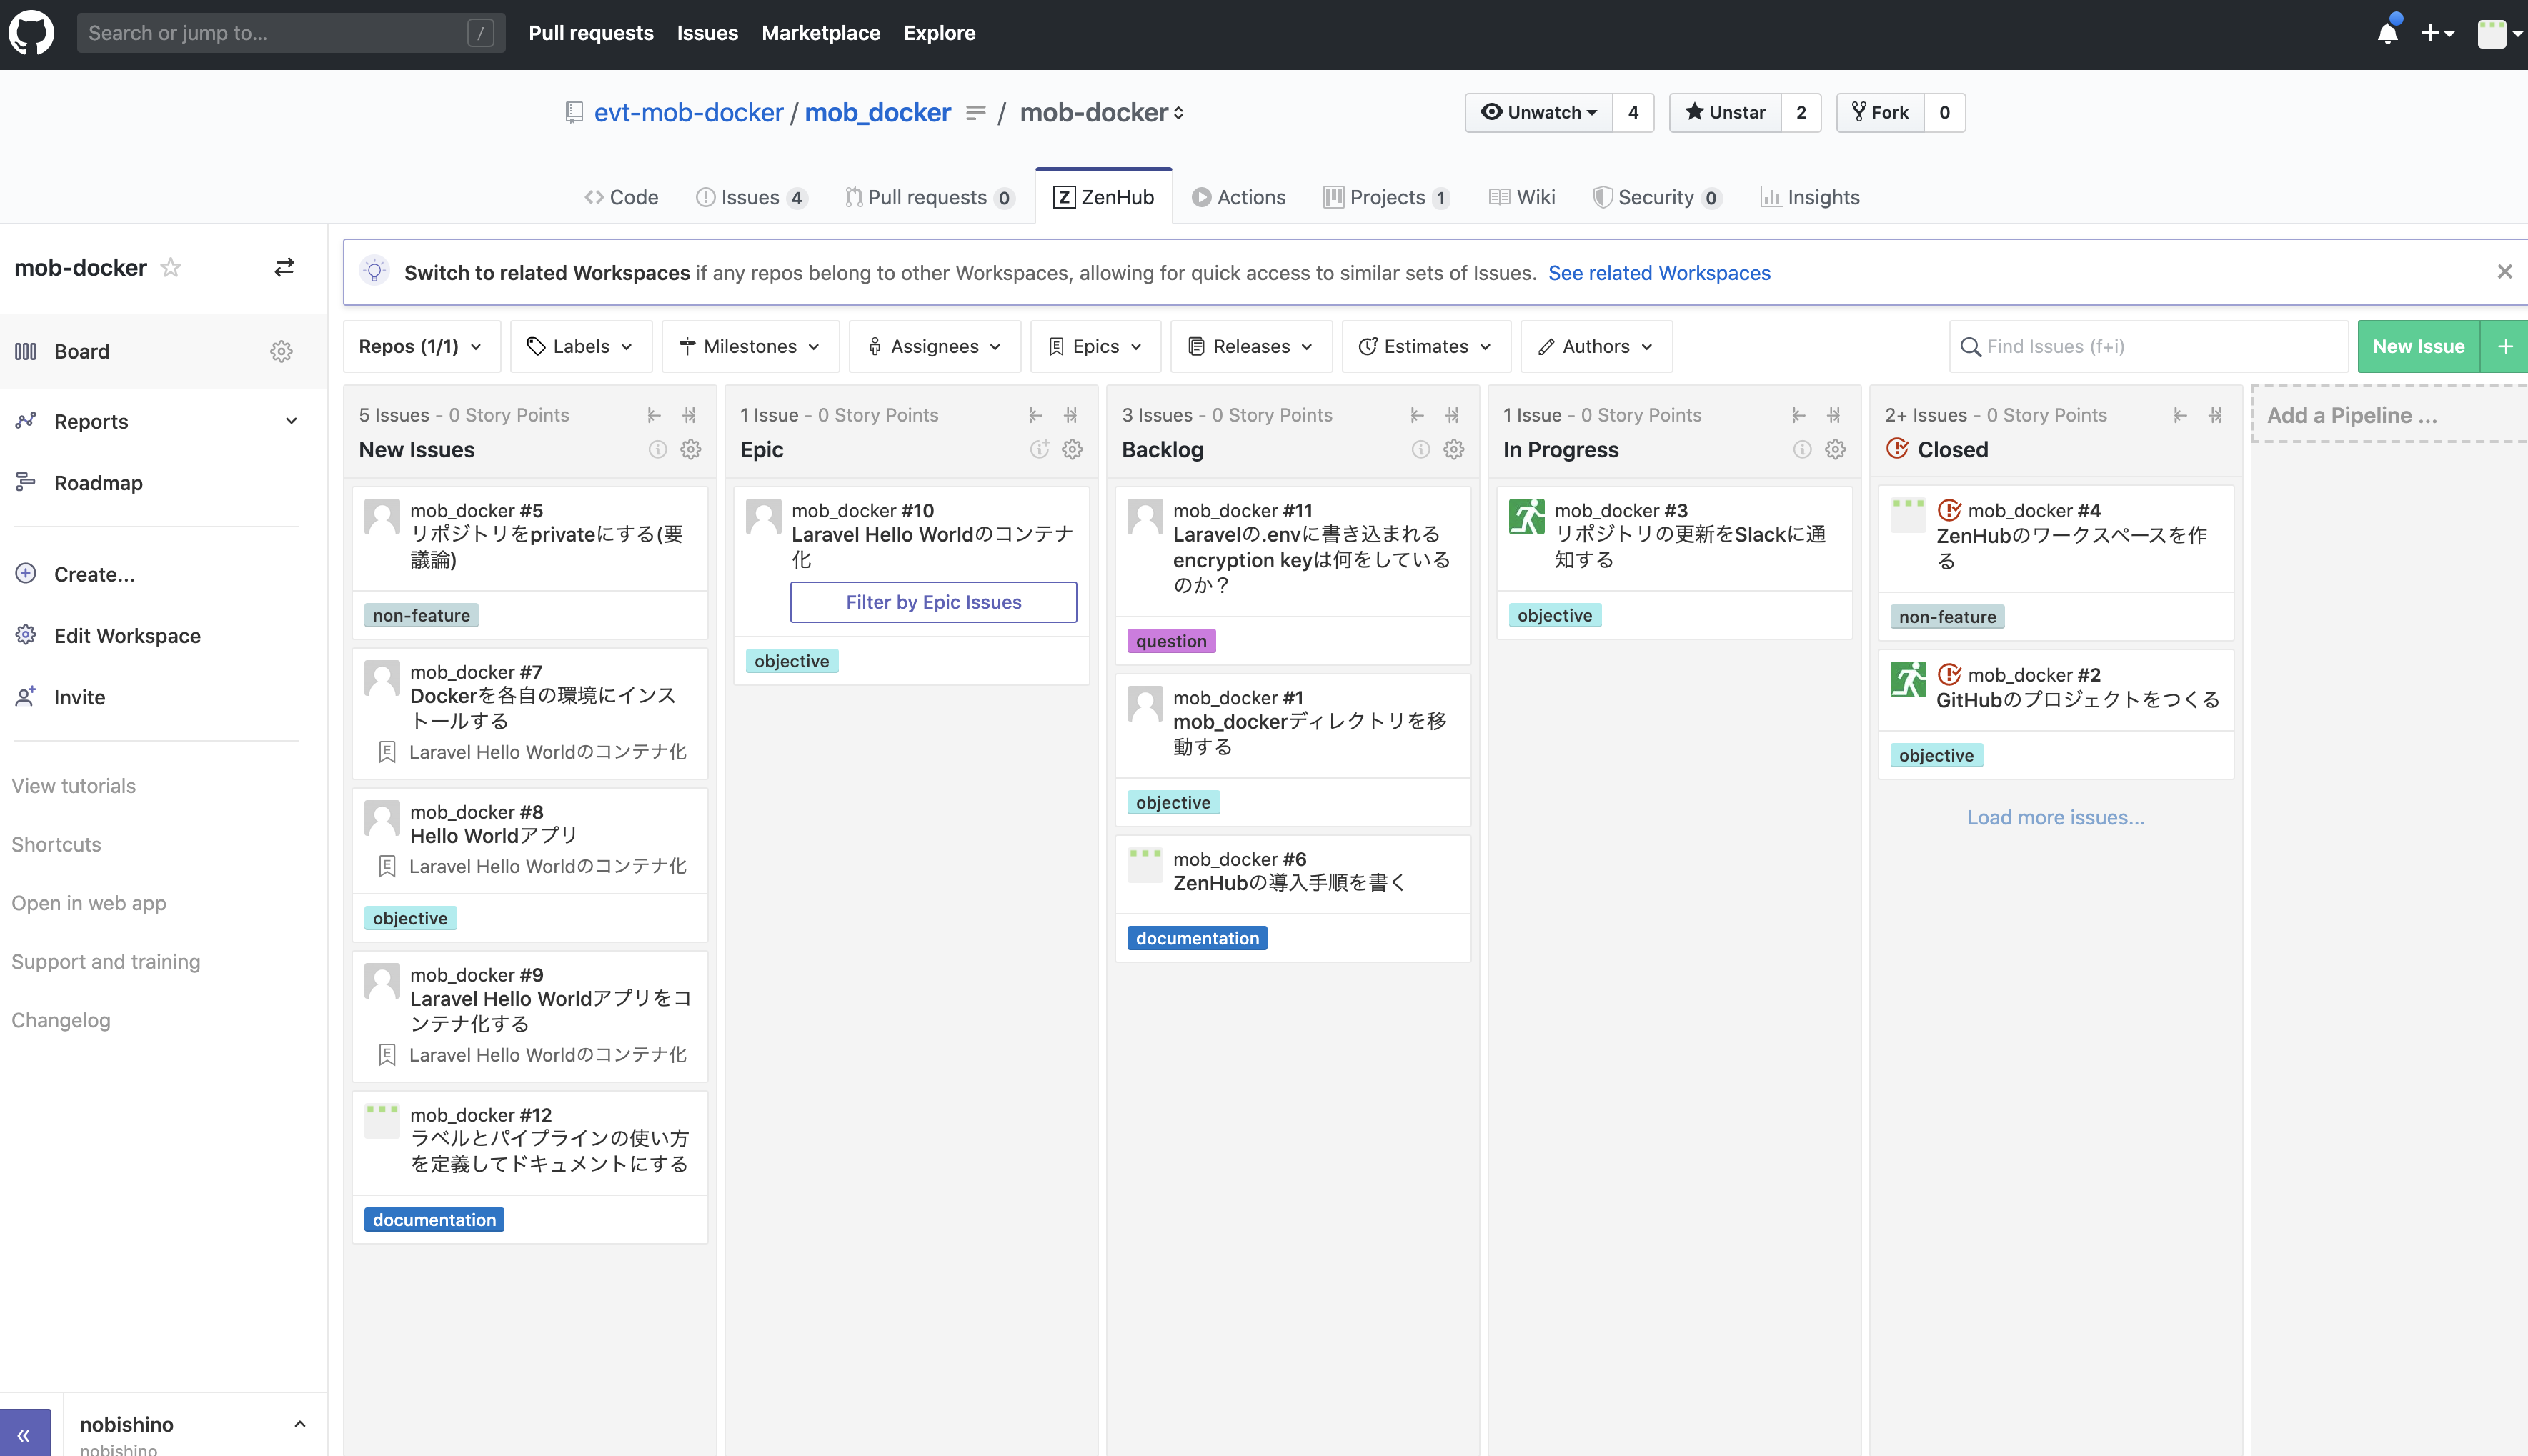 Search or jump to...
/
Pull requests
Issues
Marketplace
Explore
evt-mob-docker / mob_docker / mob-docker
Unwatch 4
Unstar 2
Fork 0
Code
Issues 4
Pull requests 0
Z ZenHub
Actions
Projects 1
Wiki
Security 0
Insights
mob-docker
Board
Reports
Roadmap
Create...
Edit Workspace
Invite
View tutorials
Shortcuts
Open in web app
Support and training
Changelog
«
nobishino
nobishino
Switch to related Workspaces if any repos belong to other Workspaces, allowing for quick access to similar sets of Issues. See related Workspaces
Repos (1/1)
Labels
Milestones
Assignees
Epics
Releases
Estimates
Authors
Find Issues (f+i)
New Issue
+
5 Issues - 0 Story Points
New Issues
mob_docker #5
リポジトリをprivateにする(要
議論)
non-feature
mob_docker #7
Dockerを各自の環境にインス
トールする
E Laravel Hello Worldのコンテナ化
mob_docker #8
Hello Worldアプリ
E Laravel Hello Worldのコンテナ化
objective
mob_docker #9
Laravel Hello Worldアプリをコ
ンテナ化する
E Laravel Hello Worldのコンテナ化
mob_docker #12
ラベルとパイプラインの使い方
を定義してドキュメントにする
documentation
1 Issue - 0 Story Points
Epic
mob_docker #10
Laravel Hello Worldのコンテナ
化
Filter by Epic Issues
objective
3 Issues - 0 Story Points
Backlog
mob_docker #11
Laravelの.envに書き込まれる
encryption keyは何をしている
のか？
question
mob_docker #1
mob_dockerディレクトリを移
動する
objective
mob_docker #6
ZenHubの導入手順を書く
documentation
1 Issue - 0 Story Points
In Progress
mob_docker #3
リポジトリの更新をSlackに通
知する
objective
2+ Issues - 0 Story Points
Closed
mob_docker #4
ZenHubのワークスペースを作
る
non-feature
mob_docker #2
GitHubのプロジェクトをつくる
objective
Load more issues...
Add a Pipeline ...